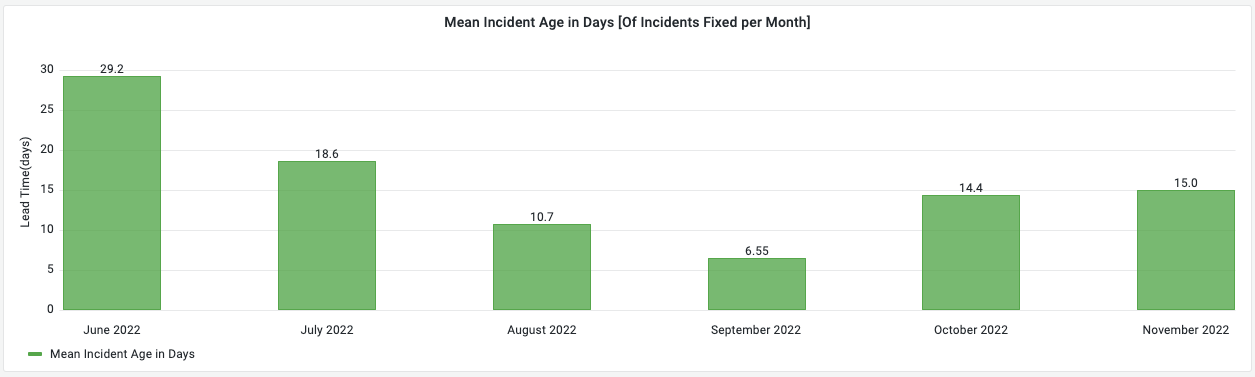 Mean Incident Age in Days [Of Incidents Fixed per Month]
Lead Time(days)
30
25
20
15
10
5
0
29.2
18.6
10.7
6.55
14.4
15.0
June 2022
July 2022
August 2022
September 2022
October 2022
November 2022
Mean Incident Age in Days